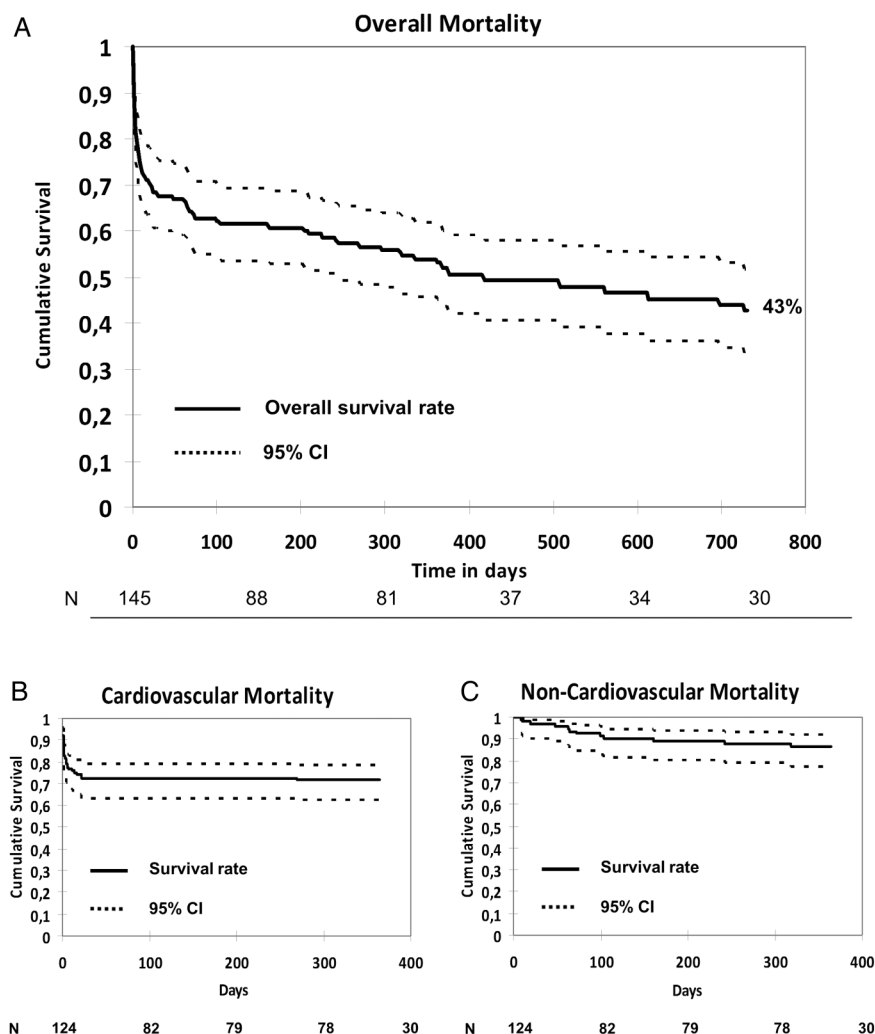 A
Overall Mortality
1
0,9
0,8
0,7
0,6
0,5
0,4
0,3
0,2
0,1
0
Cumulative Survival
43%
Overall survival rate
95% CI
0 100 200 300 400 500 600 700 800
Time in days
N 145 88 81 37 34 30
B
Cardiovascular Mortality
1
0,9
0,8
0,7
0,6
0,5
0,4
0,3
0,2
0,1
0
Cumulative Survival
Survival rate
95% CI
0 100 200 300 400
Days
N 124 82 79 78 30
C
Non-Cardiovascular Mortality
1
0,9
0,8
0,7
0,6
0,5
0,4
0,3
0,2
0,1
0
Cumulative Survival
Survival rate
95% CI
0 100 200 300 400
Days
N 124 82 79 78 30